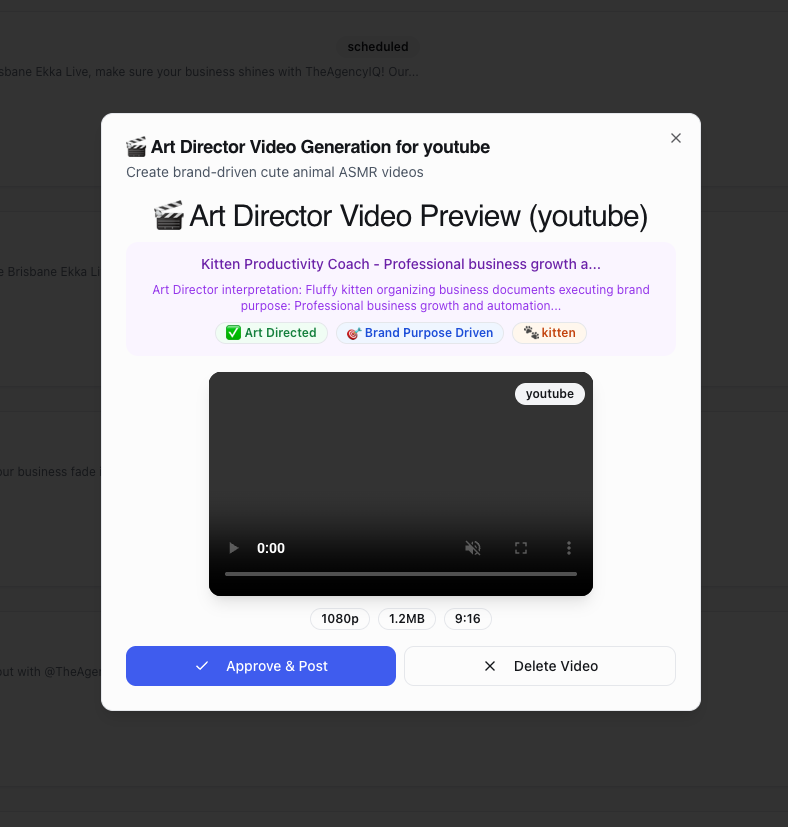 scheduled
sbane Ekka Live, make sure your business shines with TheAgencyIQ! Our...
🎬 Art Director Video Generation for youtube
Create brand-driven cute animal ASMR videos
🎬 Art Director Video Preview (youtube)
Kitten Productivity Coach - Professional business growth a...
e Brisbane Ekka Li
Art Director interpretation: Fluffy kitten organizing business documents executing brand
purpose: Professional business growth and automation...
✅ Art Directed
🎯 Brand Purpose Driven
🐾 kitten
youtube
our business fade
0:00
1080p
1.2MB
9:16
out with @TheAgen
Approve & Post
Delete Video